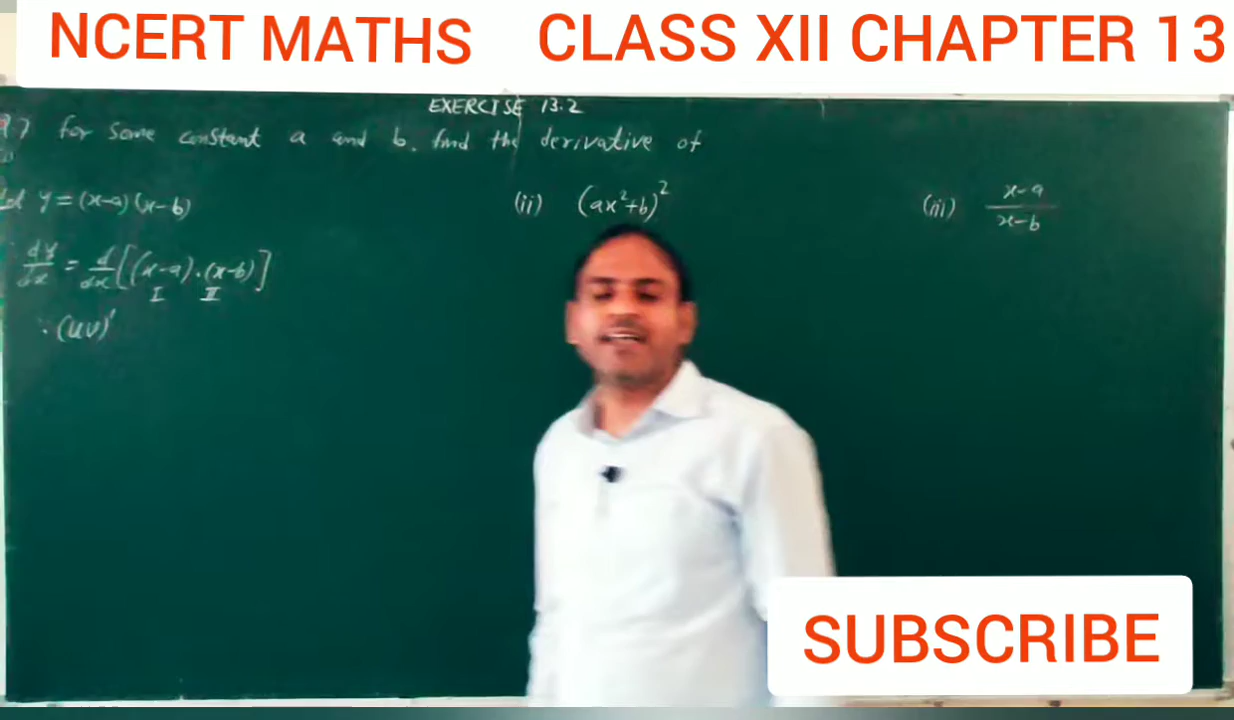 NCERT MATHS CLASS XII CHAPTER 13
EXERCISE 13.2
For some constant a and b, find the derivative of
Let y = (x-a)(x-b)
(ii) (ax²+b)²
(iii) x-a / x-b
dy/dx = d/dx [(x-a).(x-b)]
I II
∵ (uv)'
SUBSCRIBE